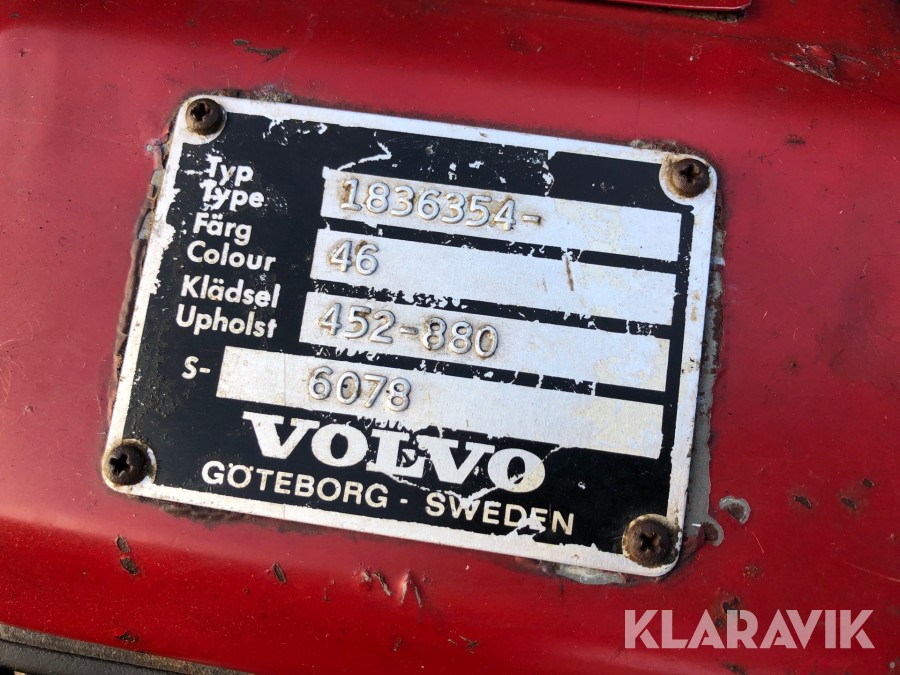 Typ
Type 1836354-
Färg
Colour 46
Klädsel
Upholst 452-880
S- 6078
VOLVO
GÖTEBORG - SWEDEN
KLARAVIK